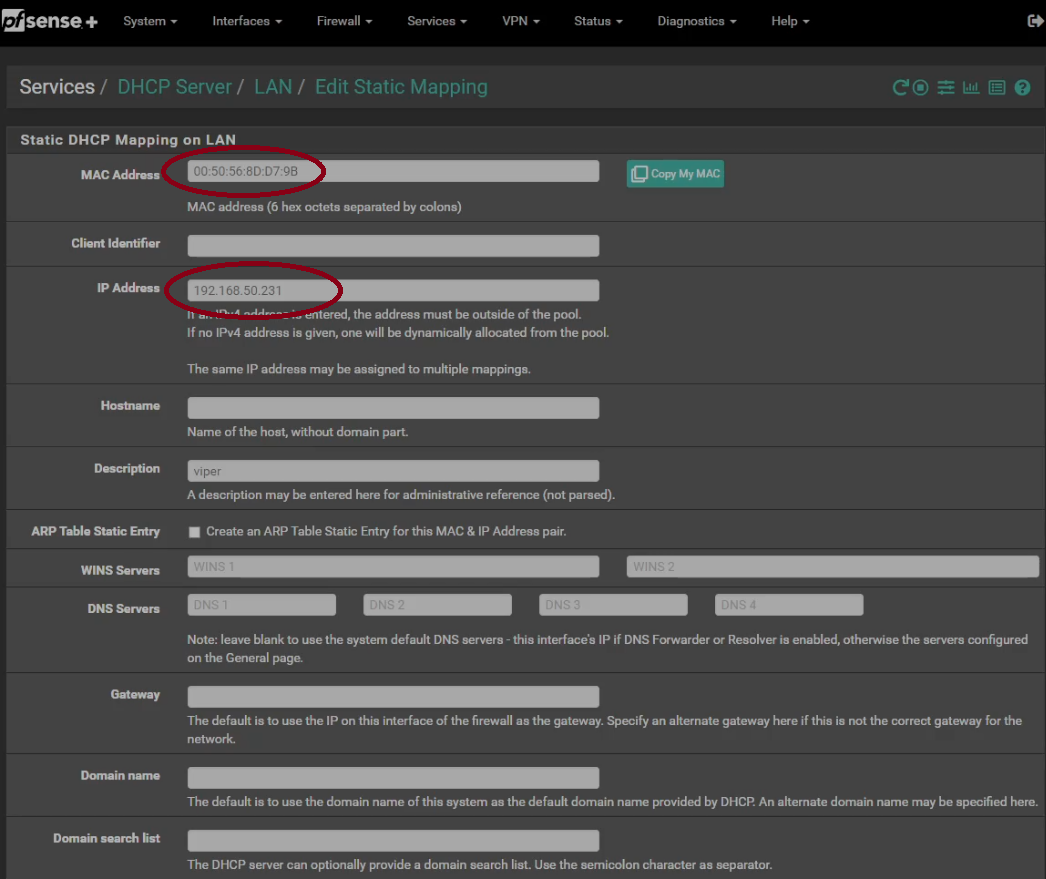 pfsense+ System Interfaces Firewall Services VPN Status Diagnostics Help
Services / DHCP Server / LAN / Edit Static Mapping
Static DHCP Mapping on LAN
MAC Address 00:50:56:8D:D7:9B Copy My MAC
MAC address (6 hex octets separated by colons)
Client Identifier
IP Address 192.168.50.231
If an IPv4 address is entered, the address must be outside of the pool.
If no IPv4 address is given, one will be dynamically allocated from the pool.
The same IP address may be assigned to multiple mappings.
Hostname
Name of the host, without domain part.
Description viper
A description may be entered here for administrative reference (not parsed).
ARP Table Static Entry Create an ARP Table Static Entry for this MAC & IP Address pair.
WINS Servers WINS 1 WINS 2
DNS Servers DNS 1 DNS 2 DNS 3 DNS 4
Note: leave blank to use the system default DNS servers - this interface's IP if DNS Forwarder or Resolver is enabled, otherwise the servers configured
on the General page.
Gateway
The default is to use the IP on this interface of the firewall as the gateway. Specify an alternate gateway here if this is not the correct gateway for the
network.
Domain name
The default is to use the domain name of this system as the default domain name provided by DHCP. An alternate domain name may be specified here.
Domain search list
The DHCP server can optionally provide a domain search list. Use the semicolon character as separator.